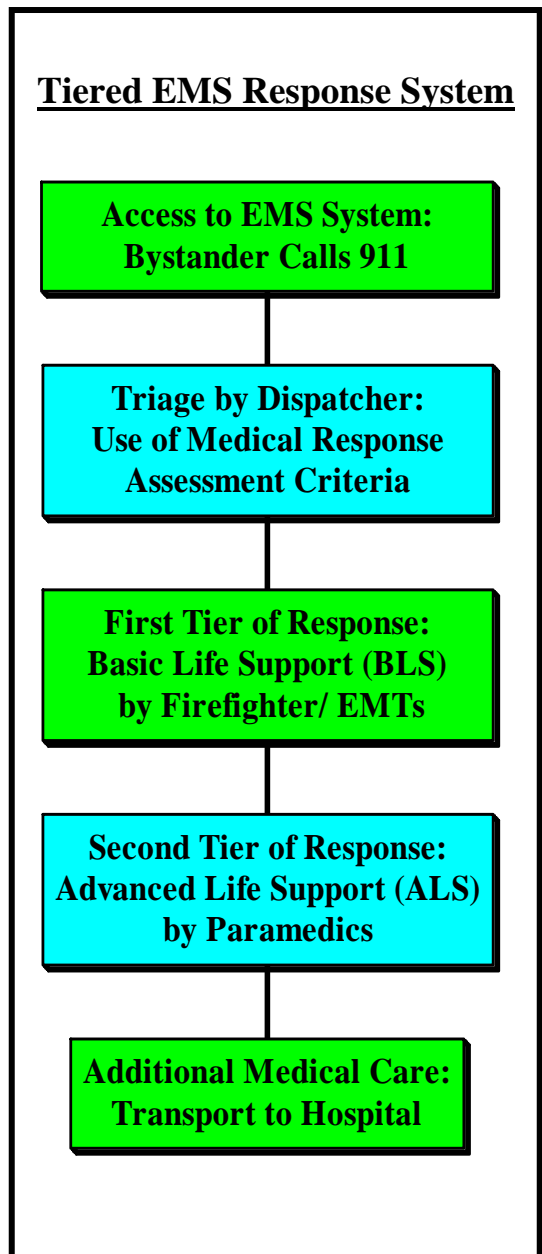 Tiered EMS Response System
Access to EMS System:
Bystander Calls 911
Triage by Dispatcher:
Use of Medical Response
Assessment Criteria
First Tier of Response:
Basic Life Support (BLS)
by Firefighter/ EMTs
Second Tier of Response:
Advanced Life Support (ALS)
by Paramedics
Additional Medical Care:
Transport to Hospital